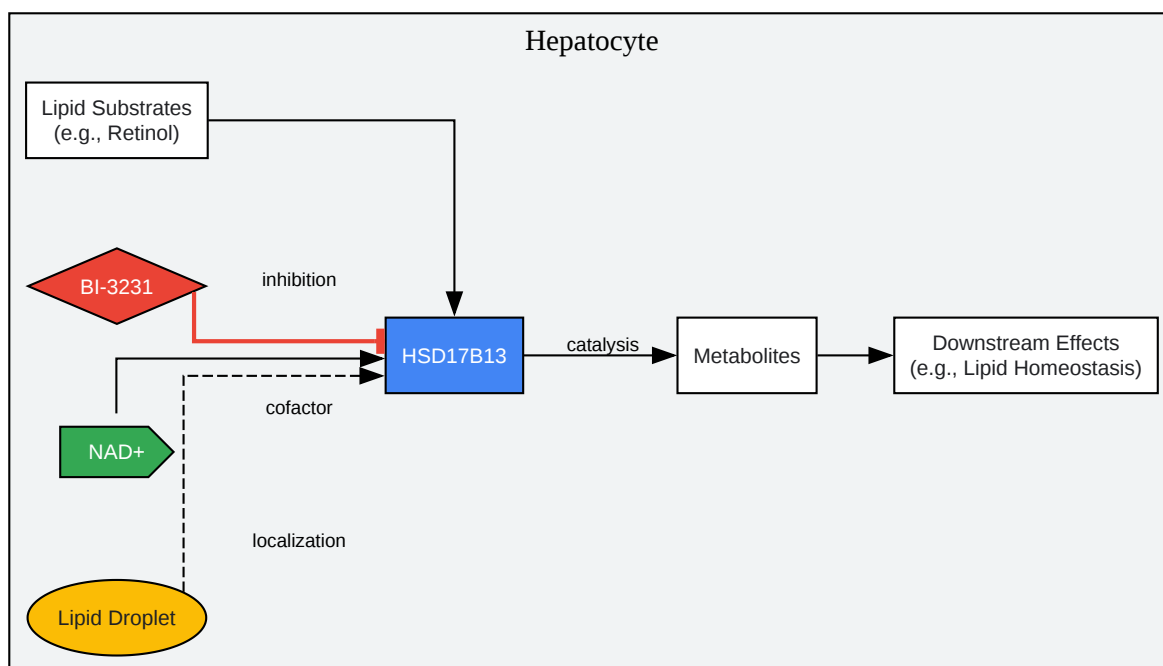 Hepatocyte
Lipid Substrates
(e.g., Retinol)
BI-3231
inhibition
HSD17B13
catalysis
Metabolites
Downstream Effects
(e.g., Lipid Homeostasis)
cofactor
NAD+
localization
Lipid Droplet